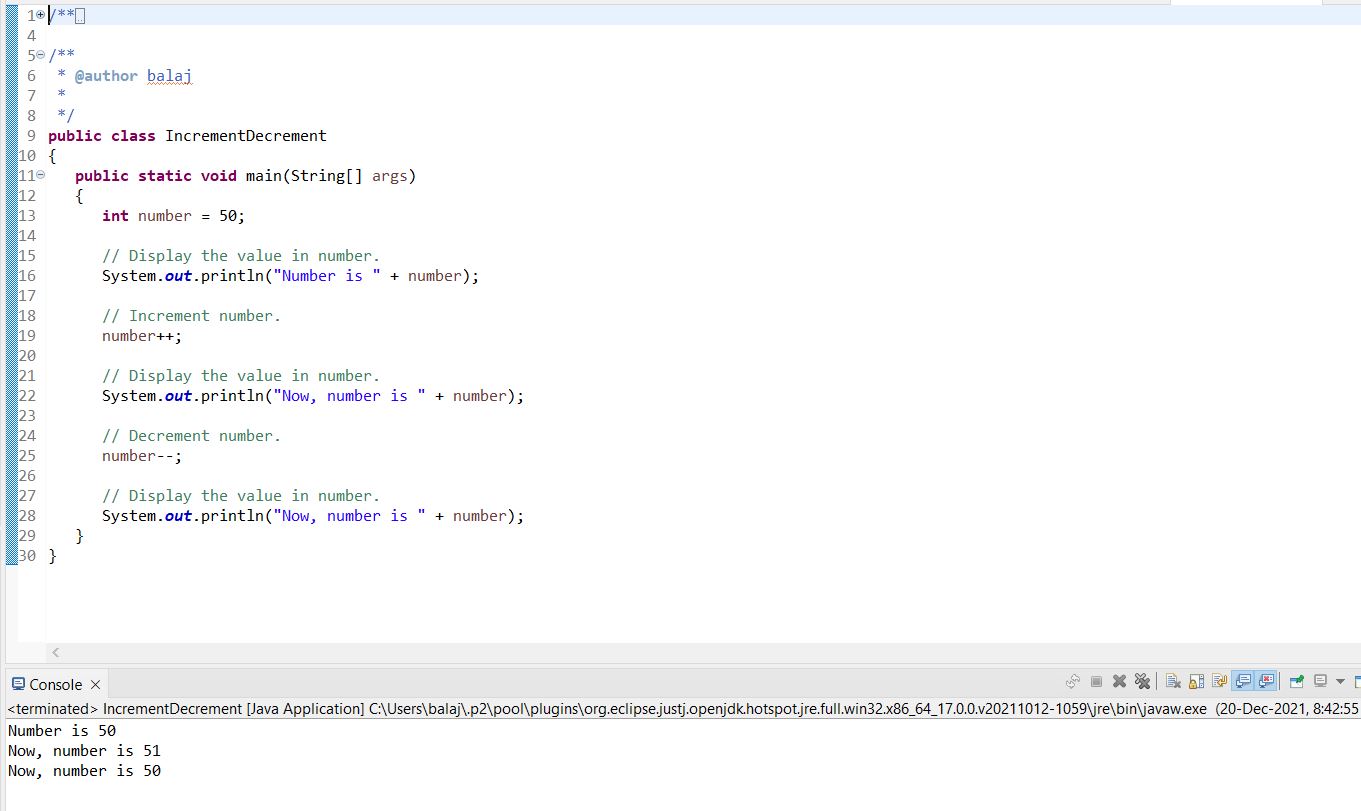 1 /**
4
5 /**
6  * @author balaj
7  *
8  */
9 public class IncrementDecrement
10 {
11    public static void main(String[] args)
12    {
13       int number = 50;
14
15       // Display the value in number.
16       System.out.println("Number is " + number);
17
18       // Increment number.
19       number++;
20
21       // Display the value in number.
22       System.out.println("Now, number is " + number);
23
24       // Decrement number.
25       number--;
26
27       // Display the value in number.
28       System.out.println("Now, number is " + number);
29    }
30 }
Console
<terminated> IncrementDecrement [Java Application] C:\Users\balaj\.p2\pool\plugins\org.eclipse.justj.openjdk.hotspot.jre.full.win32.x86_64_17.0.0.v20211012-1059\jre\bin\javaw.exe (20-Dec-2021, 8:42:55
Number is 50
Now, number is 51
Now, number is 50